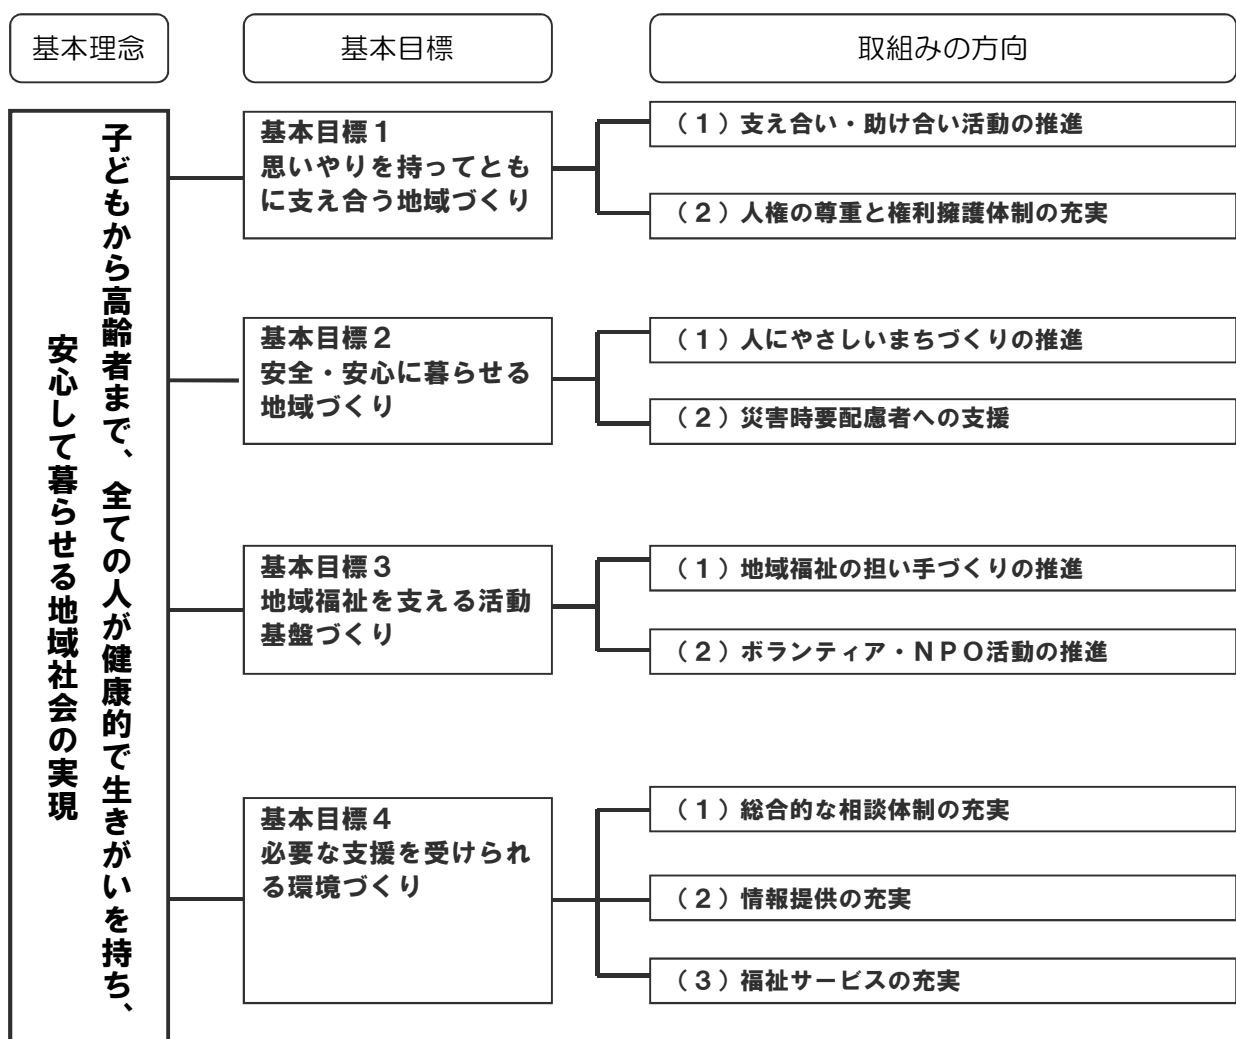 基本理念
基本目標
取組みの方向
子どもから高齢者まで、全ての人が健康的で生きがいを持ち、
安心して暮らせる地域社会の実現
基本目標１
思いやりを持ってとも
に支え合う地域づくり
（１）支え合い・助け合い活動の推進
（２）人権の尊重と権利擁護体制の充実
基本目標２
安全・安心に暮らせる
地域づくり
（１）人にやさしいまちづくりの推進
（２）災害時要配慮者への支援
基本目標３
地域福祉を支える活動
基盤づくり
（１）地域福祉の担い手づくりの推進
（２）ボランティア・ＮＰＯ活動の推進
基本目標４
必要な支援を受けられ
る環境づくり
（１）総合的な相談体制の充実
（２）情報提供の充実
（３）福祉サービスの充実